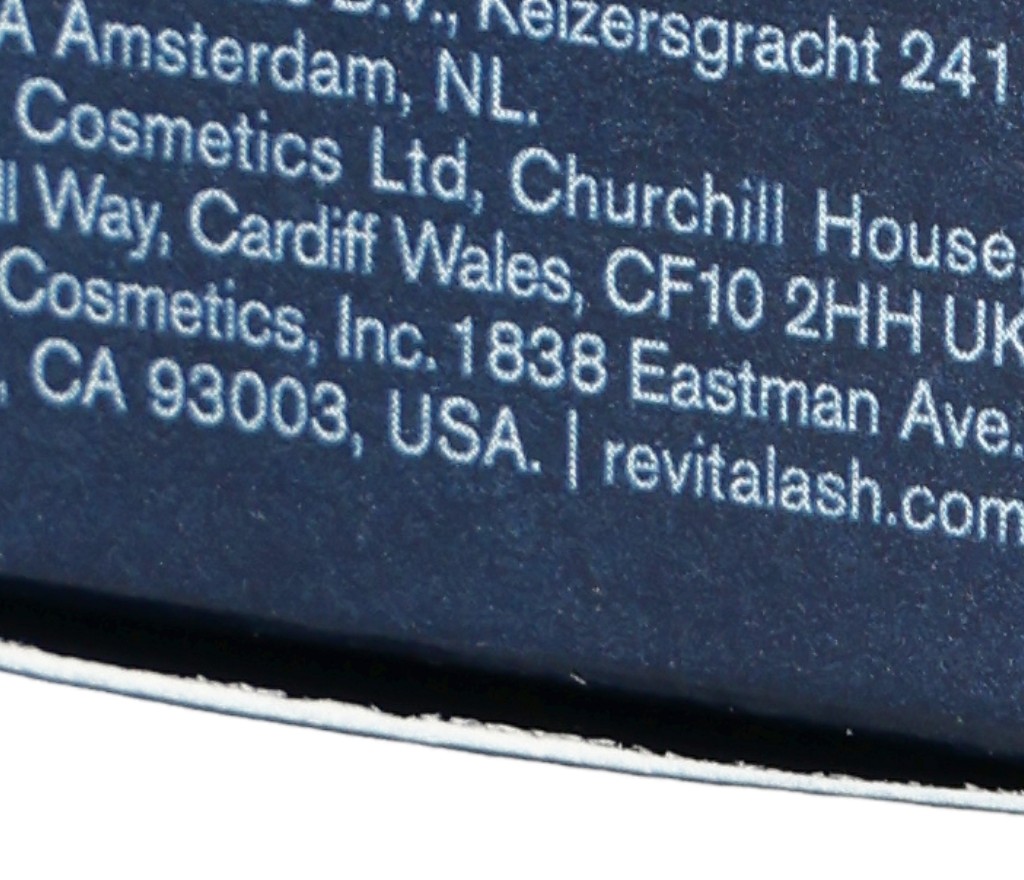 B.V., Keizersgracht 241
A Amsterdam, NL.
Cosmetics Ltd, Churchill House,
ll Way, Cardiff Wales, CF10 2HH UK
Cosmetics, Inc. 1838 Eastman Ave.
, CA 93003, USA. | revitalash.com